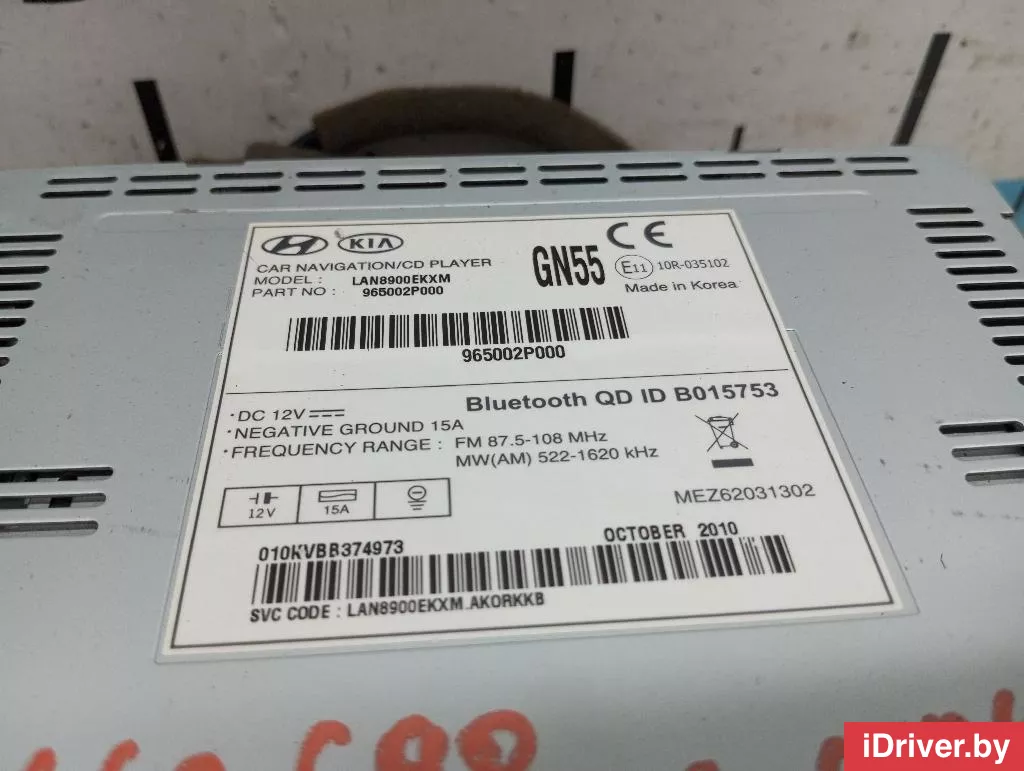 HYUNDAI KIA
CAR NAVIGATION/CD PLAYER
MODEL : LAN8900EKXM
PART NO : 965002P000
GN55
CE
E11 10R-035102
Made in Korea
965002P000
Bluetooth QD ID B015753
·DC 12V
·NEGATIVE GROUND 15A
·FREQUENCY RANGE : FM 87.5-108 MHz
MW(AM) 522-1620 kHz
12V 15A
MEZ62031302
010KVBB374973
OCTOBER 2010
SVC CODE : LAN8900EKXM.AKORKKB
iDriver.by